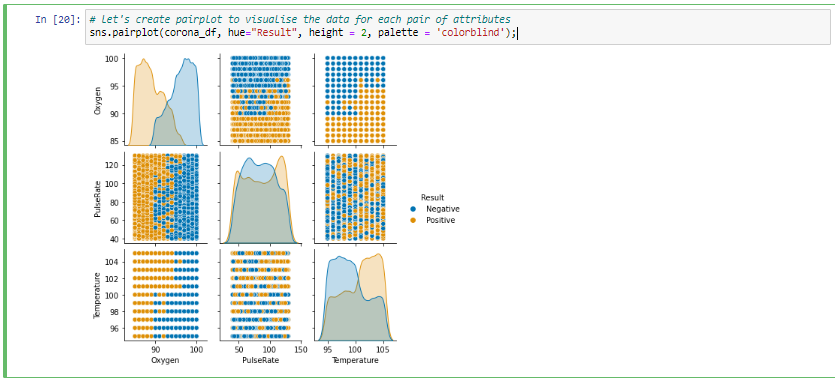 In [20]: # Let's create pairplot to visualise the data for each pair of attributes
sns.pairplot(corona_df, hue="Result", height = 2, palette = 'colorblind');
100
95
90
85
Oxygen
120
100
80
60
40
PulseRate
Result
Negative
Positive
104
102
100
98
96
Temperature
90 100 50 100 150 95 100 105
Oxygen PulseRate Temperature